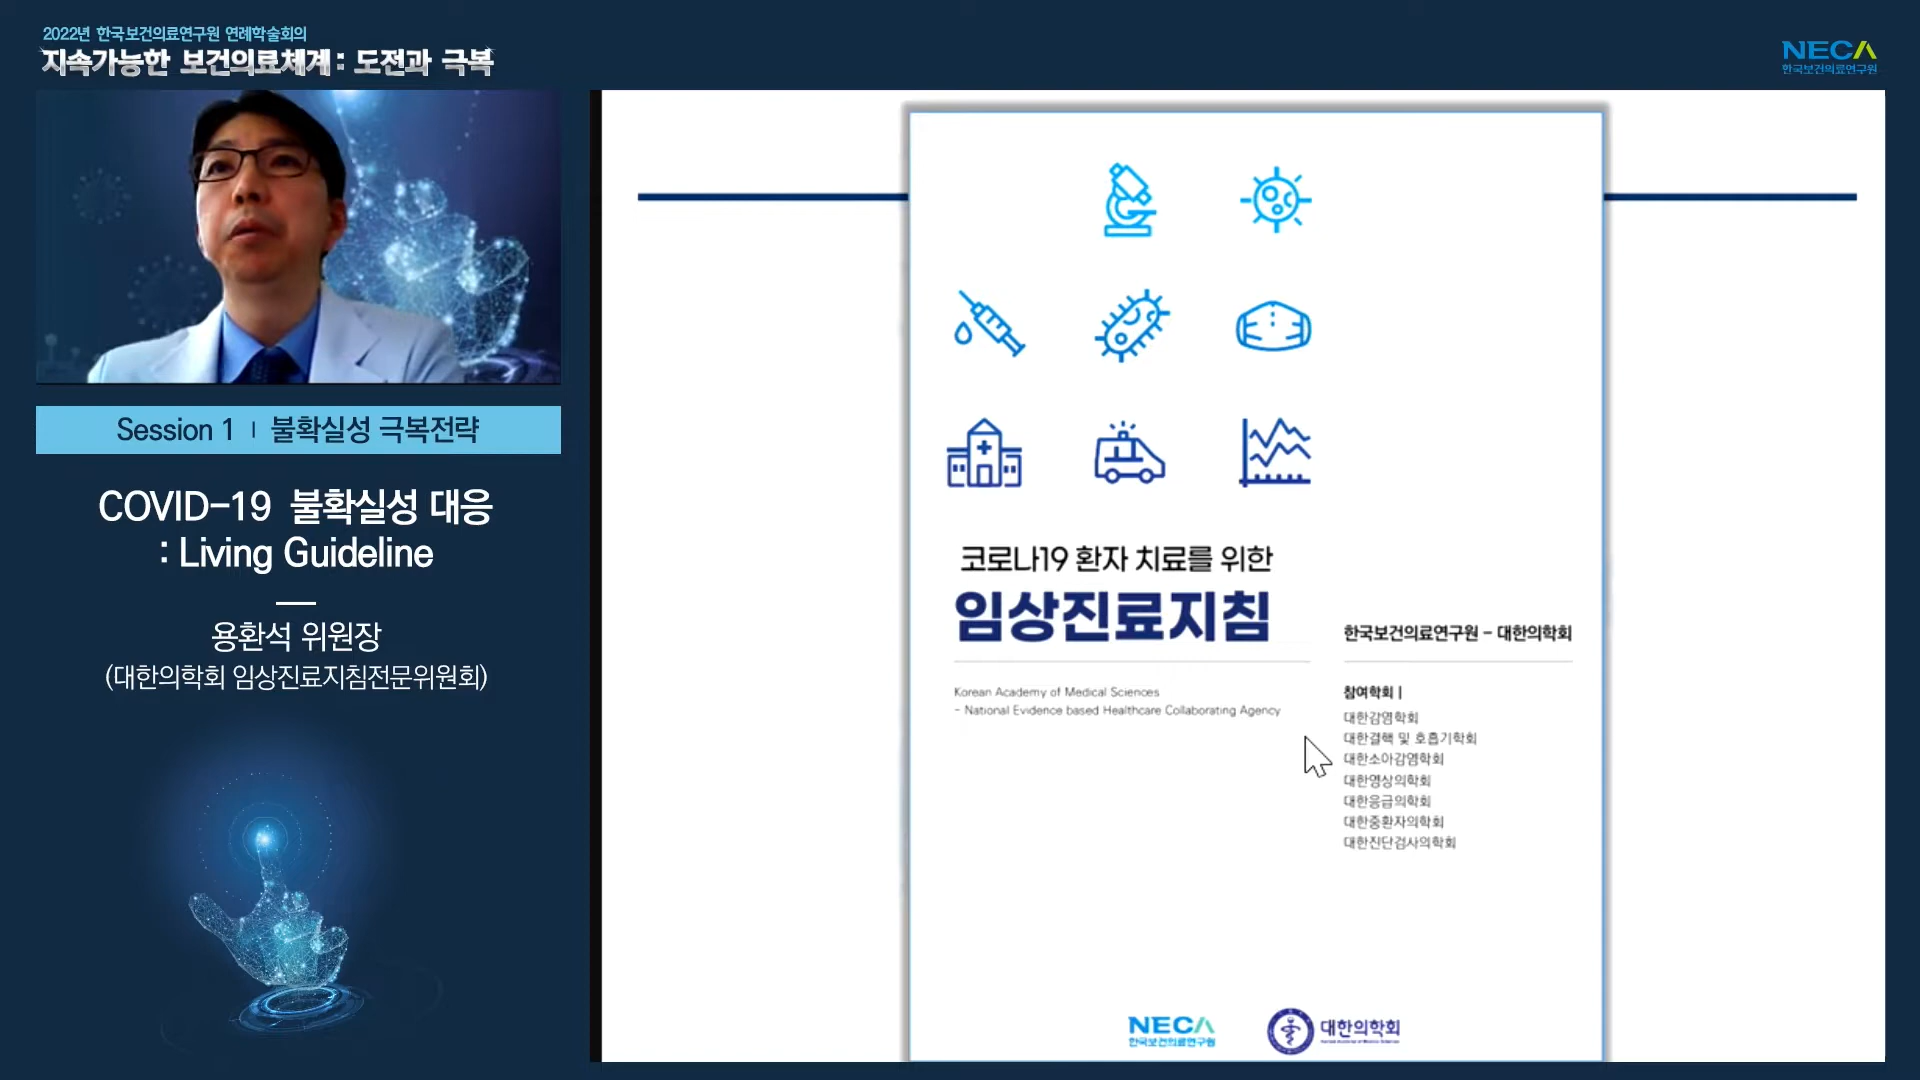 2022년 한국보건의료연구원 연례학술회의
지속가능한 보건의료체계: 도전과 극복
NECA
한국보건의료연구원
Session 1 | 불확실성 극복전략
COVID-19 불확실성 대응
: Living Guideline
용환석 위원장
(대한의학회 임상진료지침전문위원회)
코로나19 환자 치료를 위한
임상진료지침
Korean Academy of Medical Sciences
- National Evidence based Healthcare Collaborating Agency
한국보건의료연구원 - 대한의학회
참여학회 |
대한감염학회
대한결핵 및 호흡기학회
대한소아감염학회
대한영상의학회
대한응급의학회
대한중환자의학회
대한진단검사의학회
NECA
한국보건의료연구원
대한의학회